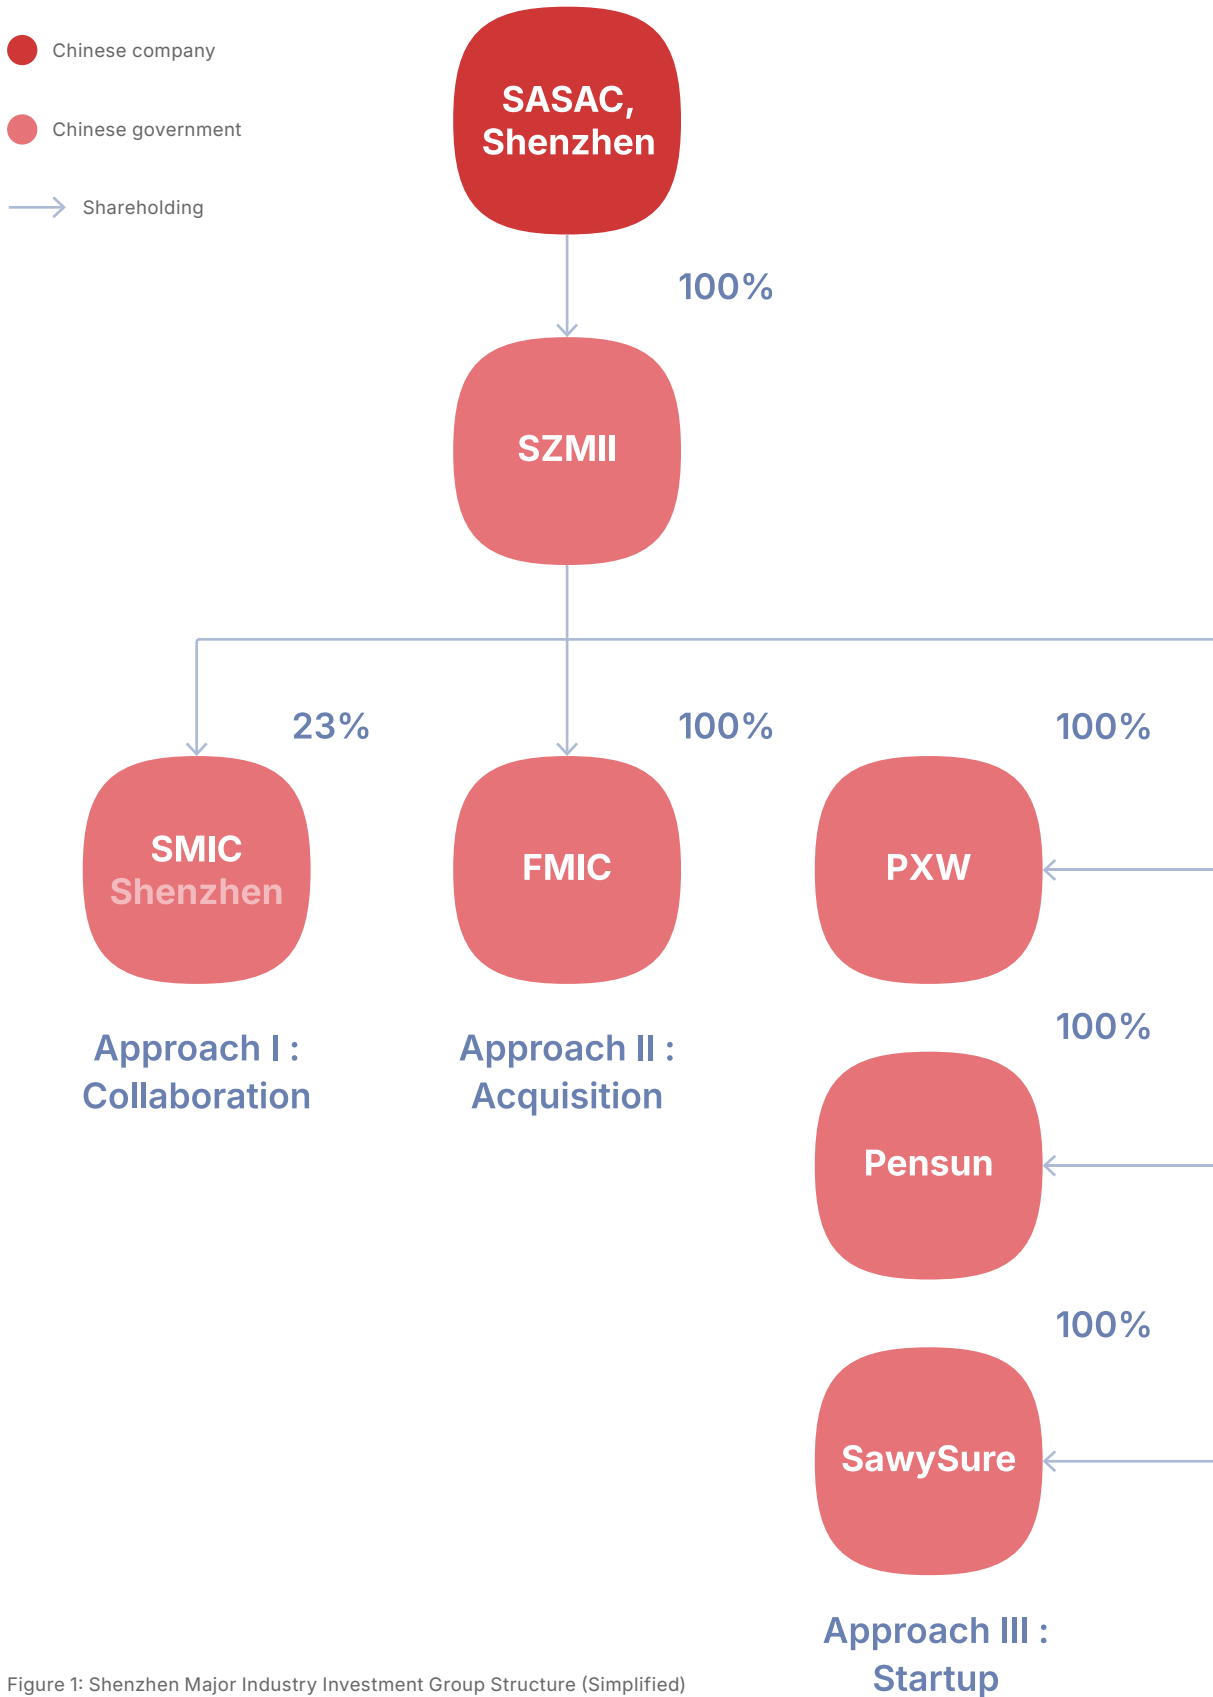 Chinese company
Chinese government
Shareholding
SASAC,
Shenzhen
100%
SZMII
23%
100%
100%
SMIC
Shenzhen
FMIC
PXW
Approach I :
Collaboration
Approach II :
Acquisition
100%
Pensun
100%
SawySure
Approach III :
Startup
Figure 1: Shenzhen Major Industry Investment Group Structure (Simplified)